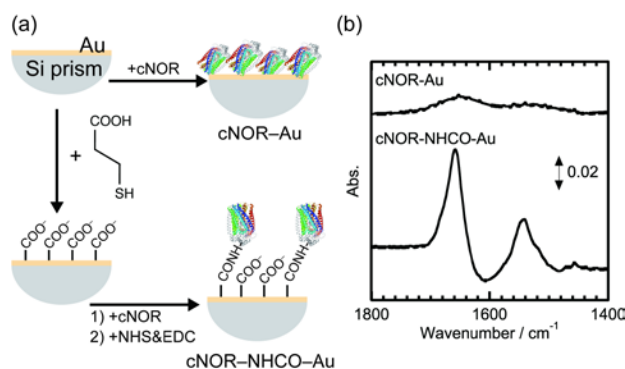 (a)
Au
Si prism
+cNOR
cNOR–Au
+
COOH
SH
COO⁻
COO⁻
COO⁻
COO⁻
1) +cNOR
2) +NHS&EDC
CONH
COO⁻
COO⁻
CONH
cNOR–NHCO–Au
(b)
cNOR-Au
cNOR-NHCO-Au
0.02
Abs.
1800 1600 1400
Wavenumber / cm⁻¹